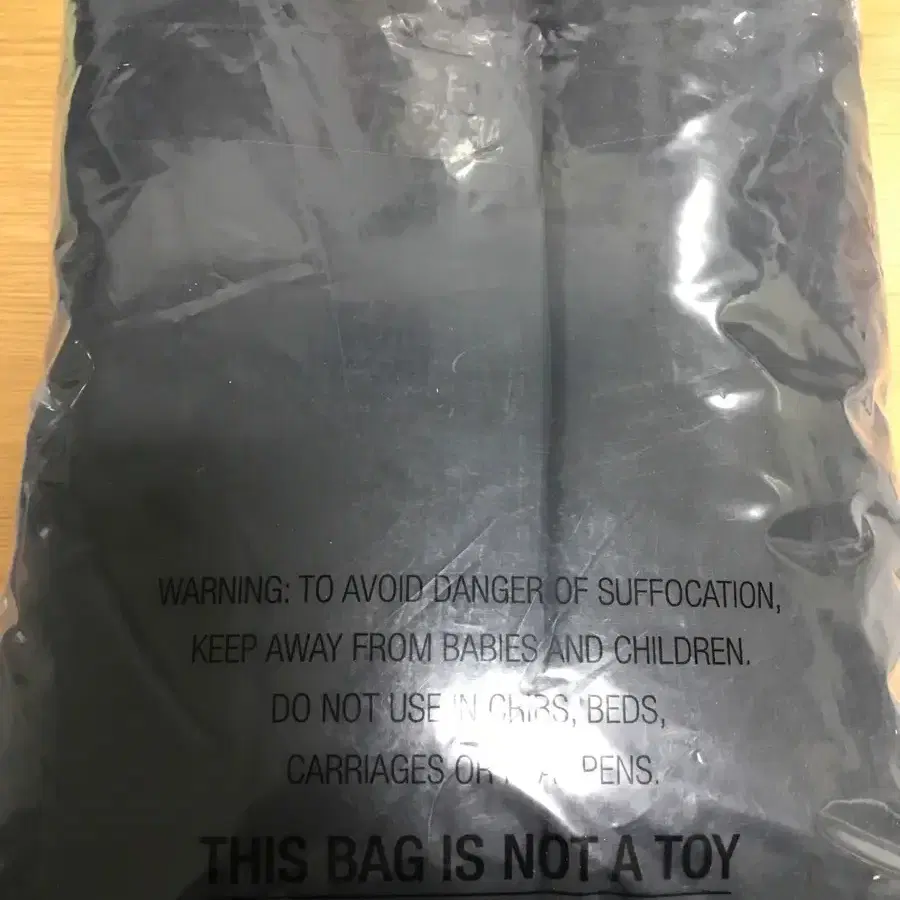 WARNING: TO AVOID DANGER OF SUFFOCATION,
KEEP AWAY FROM BABIES AND CHILDREN.
DO NOT USE IN CRIBS, BEDS,
CARRIAGES OR PENS.
THIS BAG IS NOT A TOY